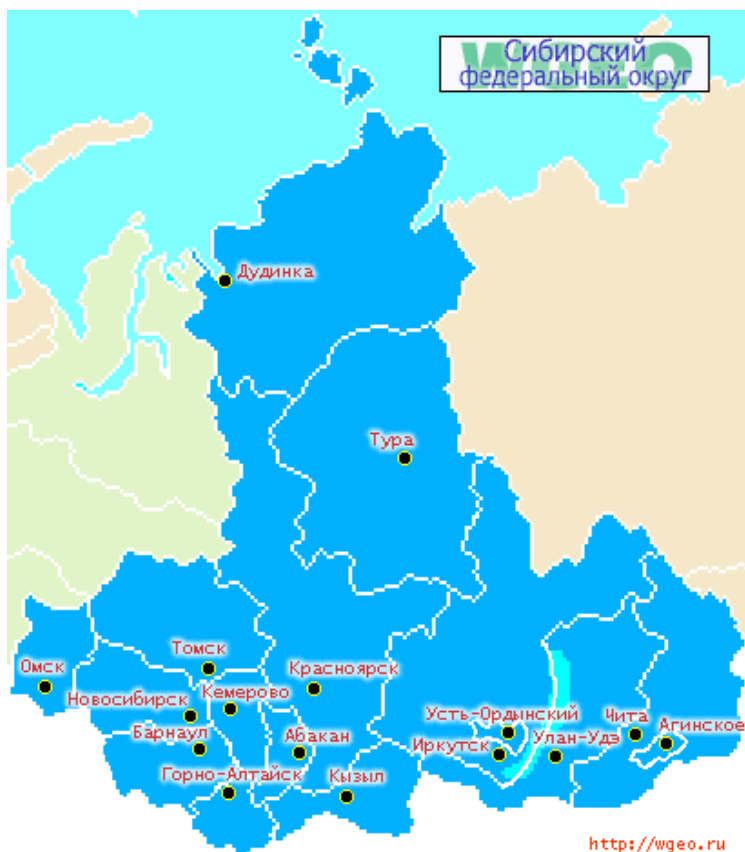 WGEO
Сибирский
федеральный округ
Дудинка
Тура
Томск
Омск
Красноярск
Новосибирск
Кемерово
Усть-Ордынский
Чита
Агинское
Барнаул
Абакан
Иркутск
Улан-Удэ
Горно-Алтайск
Кызыл
http://wgeo.ru